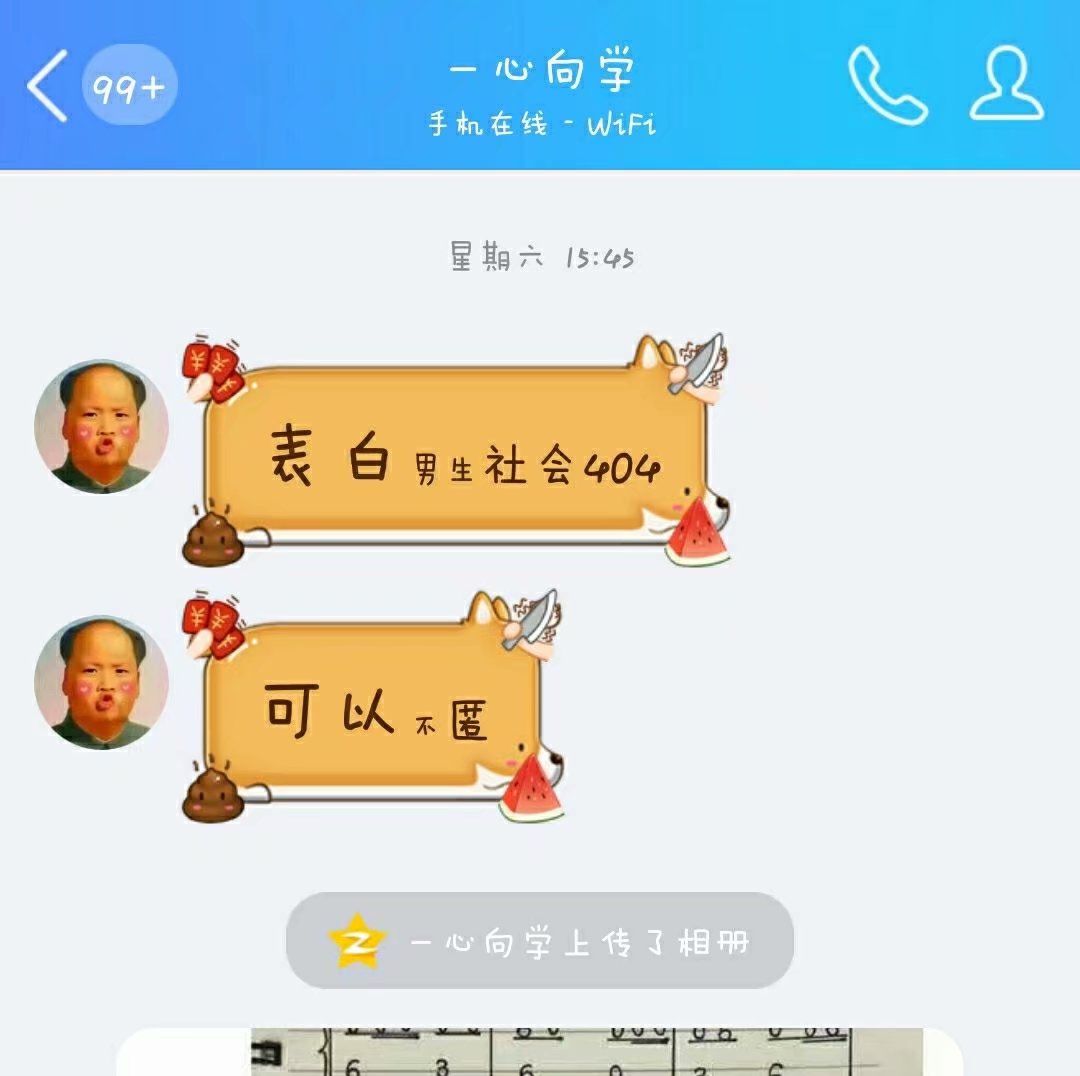 99+
一心向学
手机在线 - WiFi
星期六 15:45
表白男生社会404
可以不匿
一心向学上传了相册